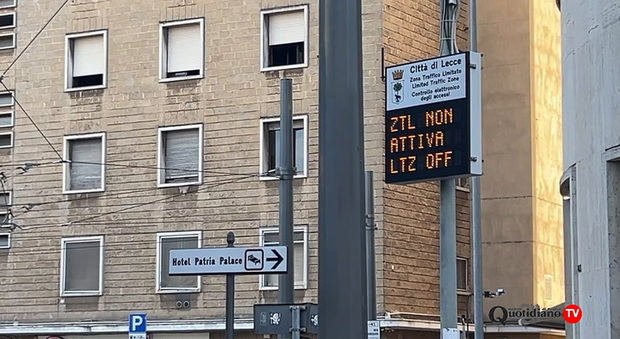 Città di Lecce
Zona Traffico Limitato
Limited Traffic Zone
Controllo elettronico
degli accessi
ZTL NON
ATTIVA
LTZ OFF
Hotel Patria Palace
P
Quotidiano TV